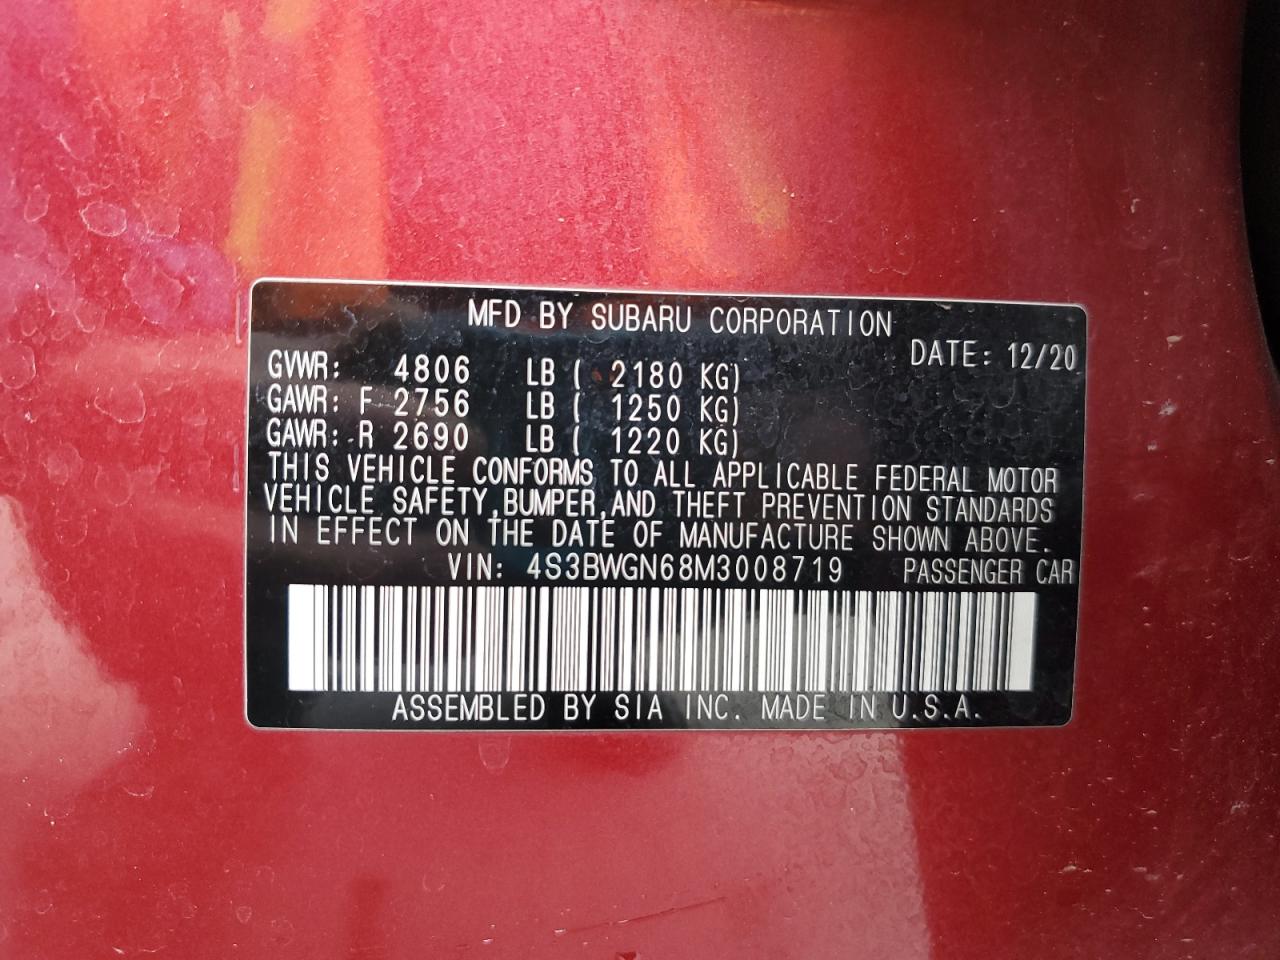 MFD BY SUBARU CORPORATION
DATE: 12/20
GVWR: 4806 LB ( 2180 KG)
GAWR: F 2756 LB ( 1250 KG)
GAWR: R 2690 LB ( 1220 KG)
THIS VEHICLE CONFORMS TO ALL APPLICABLE FEDERAL MOTOR
VEHICLE SAFETY,BUMPER,AND THEFT PREVENTION STANDARDS
IN EFFECT ON THE DATE OF MANUFACTURE SHOWN ABOVE.
VIN: 4S3BWGN68M3008719 PASSENGER CAR
ASSEMBLED BY SIA INC. MADE IN U.S.A.